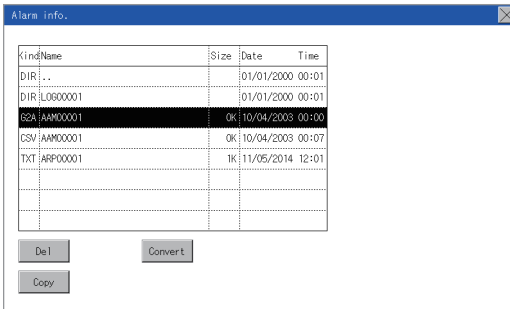 Alarm info.
Kind Name Size Date Time
DIR .. 01/01/2000 00:01
DIR LOG00001 01/01/2000 00:01
G2A AAM00001 0K 10/04/2003 00:00
CSV AAM00001 0K 10/04/2003 00:07
TXT ARP00001 1K 11/05/2014 12:01
Del Convert
Copy